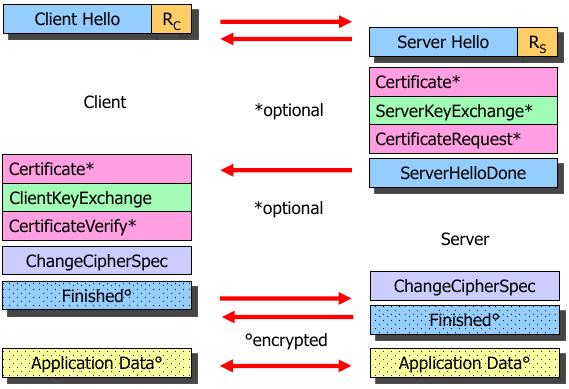 Client Hello R_C
Server Hello R_S
Certificate*
Client
*optional
ServerKeyExchange*
CertificateRequest*
Certificate*
ServerHelloDone
ClientKeyExchange
*optional
CertificateVerify*
Server
ChangeCipherSpec
ChangeCipherSpec
Finished°
Finished°
°encrypted
Application Data°
Application Data°